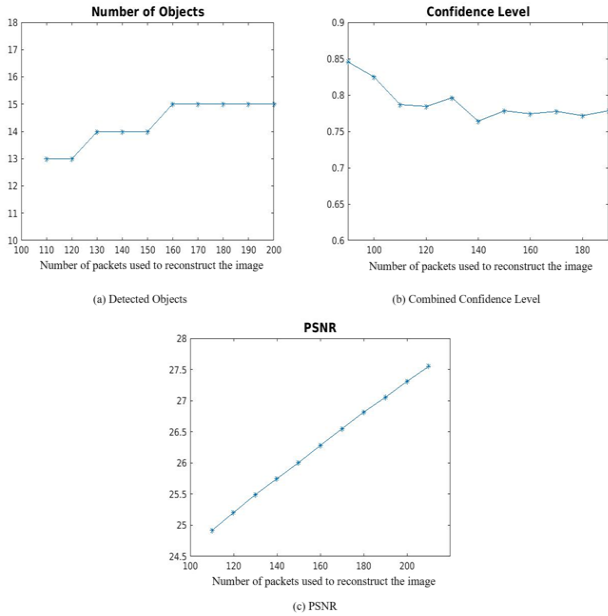 Number of Objects
18
17
16
15
14
13
12
11
10
100 110 120 130 140 150 160 170 180 190 200
Number of packets used to reconstruct the image
(a) Detected Objects
Confidence Level
0.9
0.85
0.8
0.75
0.7
0.65
0.6
100 120 140 160 180
Number of packets used to reconstruct the image
(b) Combined Confidence Level
PSNR
28
27.5
27
26.5
26
25.5
25
24.5
100 120 140 160 180 200
Number of packets used to reconstruct the image
(c) PSNR